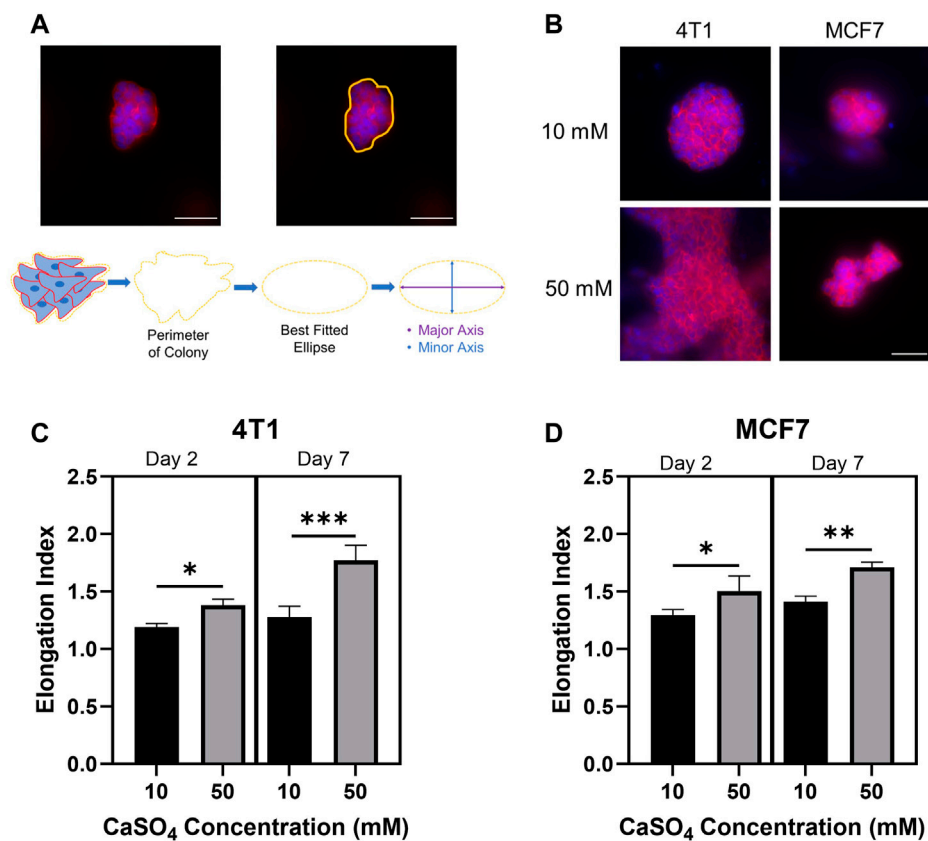 A
Perimeter
of Colony
Best Fitted
Ellipse
• Major Axis
• Minor Axis
B
4T1 MCF7
10 mM
50 mM
C
4T1
Day 2 Day 7
Elongation Index
2.5
2.0
1.5
1.0
0.5
0.0
*
***
10 50 10 50
CaSO₄ Concentration (mM)
D
MCF7
Day 2 Day 7
Elongation Index
2.5
2.0
1.5
1.0
0.5
0.0
*
**
10 50 10 50
CaSO₄ Concentration (mM)